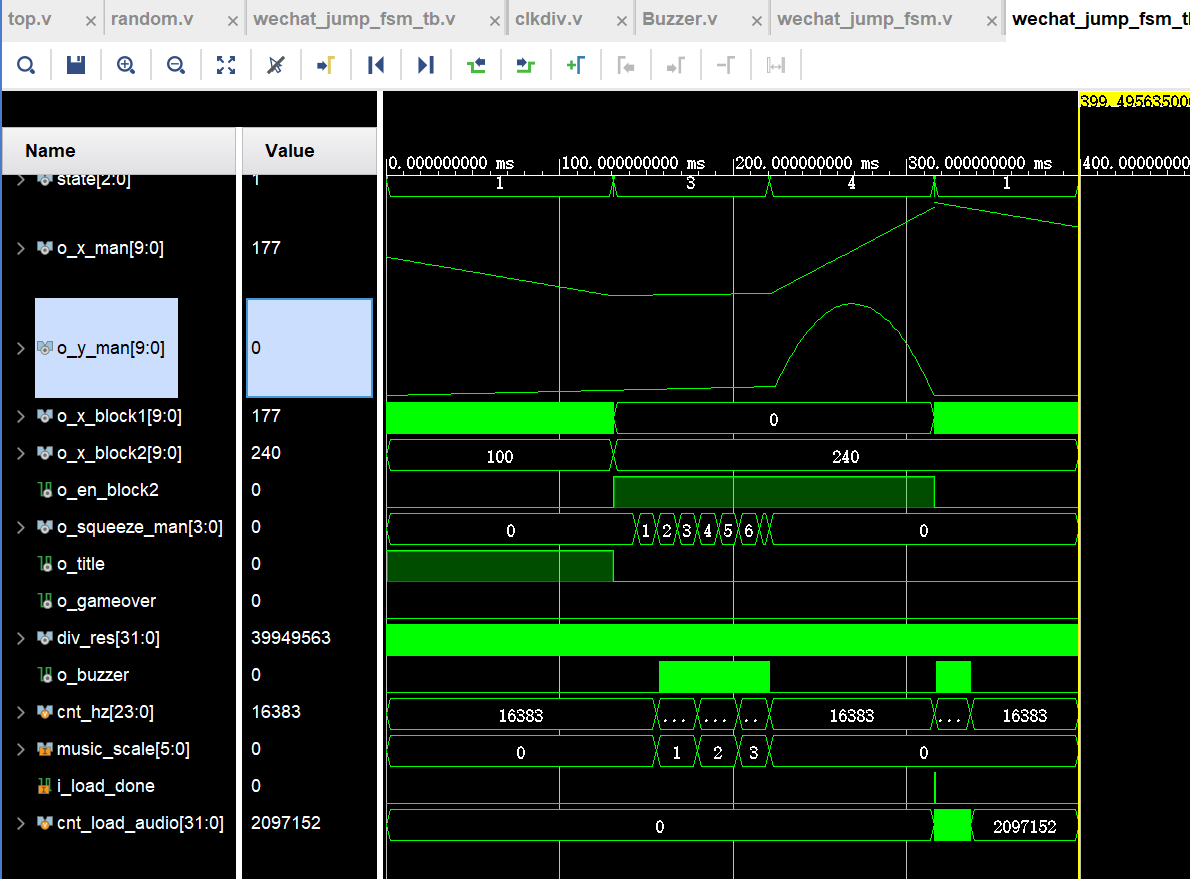 top.v × random.v × wechat_jump_fsm_tb.v × clkdiv.v × Buzzer.v × wechat_jump_fsm.v × wechat_jump_fsm_t
399.49563500
Name Value
0.000000000 ms 100.000000000 ms 200.000000000 ms 300.000000000 ms 400.00000000
state[2:0] 1 1 3 4 1
o_x_man[9:0] 177
o_y_man[9:0] 0
o_x_block1[9:0] 177 0
o_x_block2[9:0] 240 100 240
o_en_block2 0
o_squeeze_man[3:0] 0 0 1 2 3 4 5 6 0
o_title 0
o_gameover 0
div_res[31:0] 39949563
o_buzzer 0
cnt_hz[23:0] 16383 16383 ... ... .. 16383 ... 16383
music_scale[5:0] 0 0 1 2 3 0
i_load_done 0
cnt_load_audio[31:0] 2097152 0 2097152